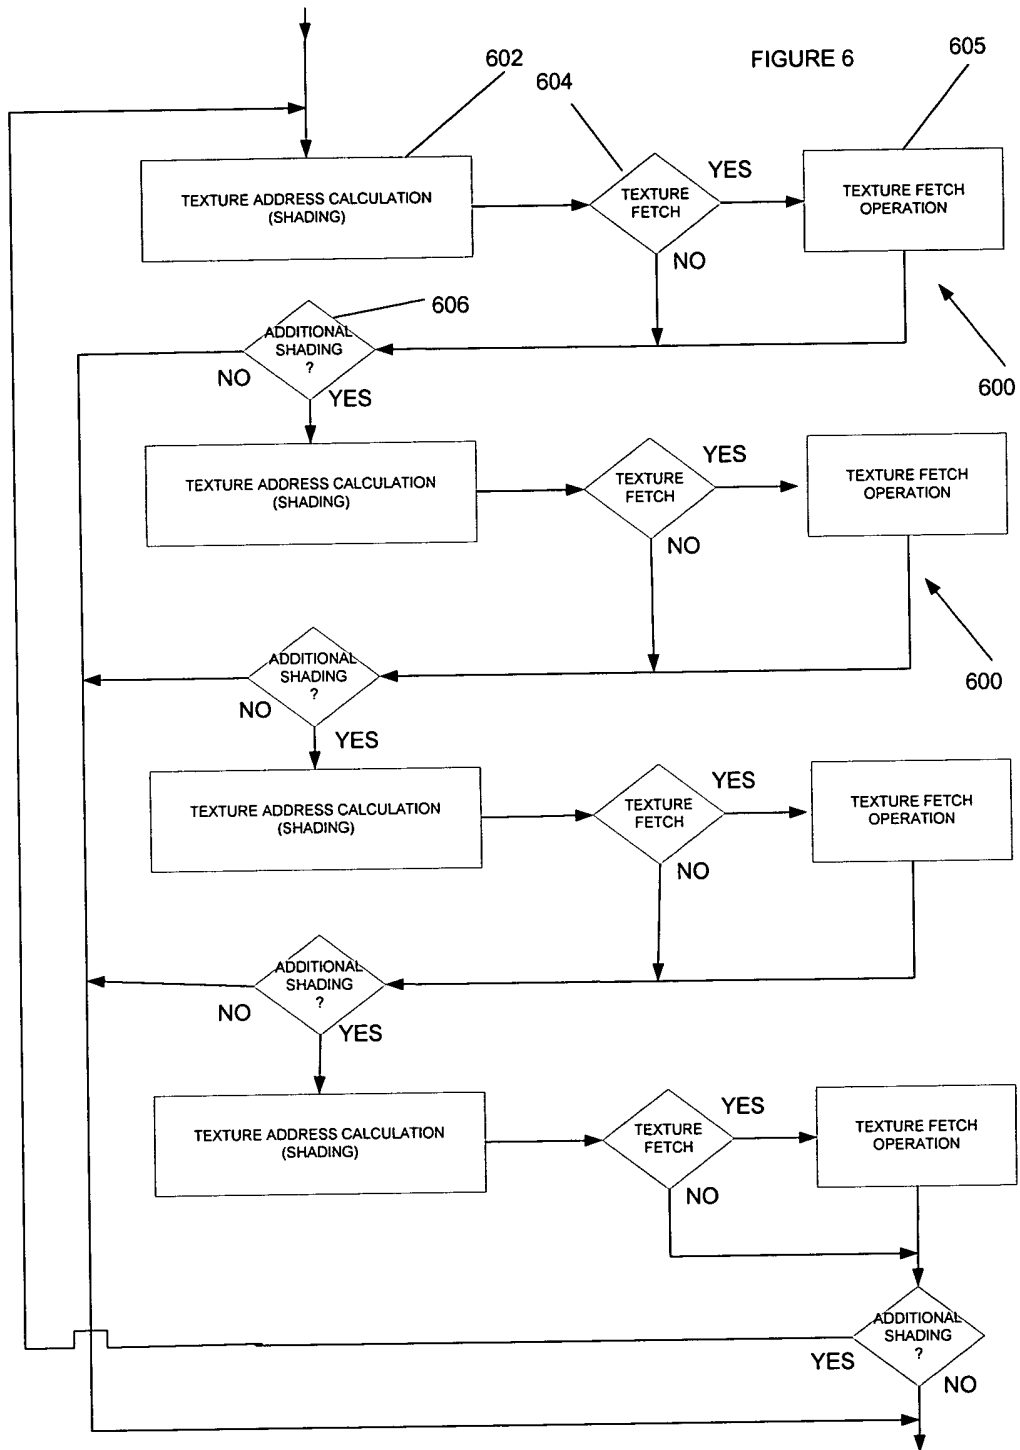 602
604
FIGURE 6
605
TEXTURE ADDRESS CALCULATION
(SHADING)
TEXTURE
FETCH
YES
NO
TEXTURE FETCH
OPERATION
600
606
ADDITIONAL
SHADING
?
NO
YES
TEXTURE ADDRESS CALCULATION
(SHADING)
TEXTURE
FETCH
YES
NO
TEXTURE FETCH
OPERATION
600
ADDITIONAL
SHADING
?
NO
YES
TEXTURE ADDRESS CALCULATION
(SHADING)
TEXTURE
FETCH
YES
NO
TEXTURE FETCH
OPERATION
ADDITIONAL
SHADING
?
NO
YES
TEXTURE ADDRESS CALCULATION
(SHADING)
TEXTURE
FETCH
YES
NO
TEXTURE FETCH
OPERATION
ADDITIONAL
SHADING
?
YES
NO